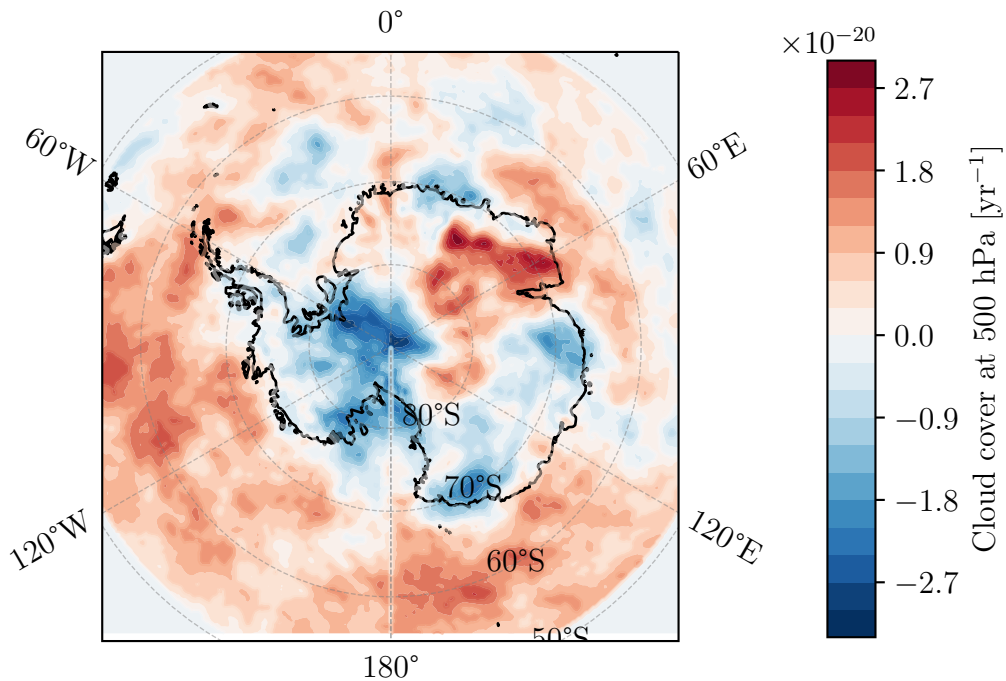 0°
×10⁻²⁰
60°W
60°E
2.7
1.8
0.9
0.0
−0.9
−1.8
−2.7
Cloud cover at 500 hPa [yr⁻¹]
80°S
70°S
60°S
50°S
120°W
120°E
180°